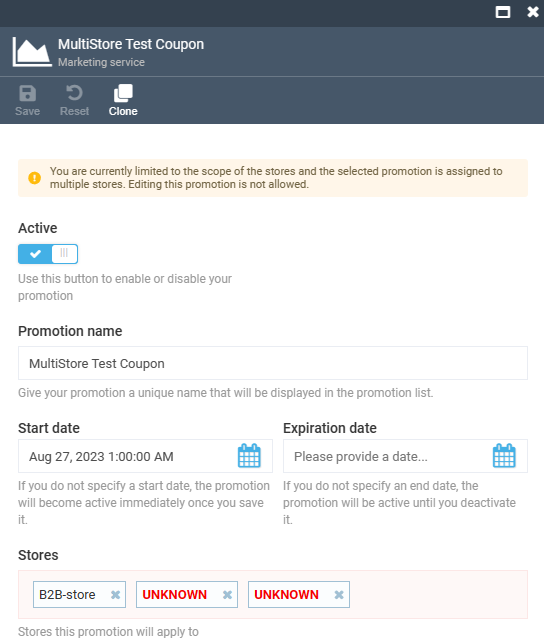 MultiStore Test Coupon
Marketing service
Save Reset Clone
You are currently limited to the scope of the stores and the selected promotion is assigned to
multiple stores. Editing this promotion is not allowed.
Active
Use this button to enable or disable your
promotion
Promotion name
MultiStore Test Coupon
Give your promotion a unique name that will be displayed in the promotion list.
Start date Expiration date
Aug 27, 2023 1:00:00 AM Please provide a date...
If you do not specify a start date, the promotion If you do not specify an end date, the
will become active immediately once you save promotion will be active until you deactivate
it. it.
Stores
B2B-store UNKNOWN UNKNOWN
Stores this promotion will apply to